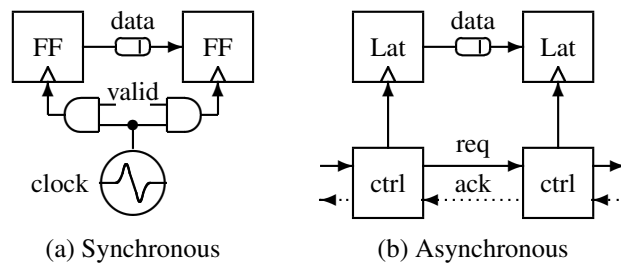 data
FF FF
valid
clock
(a) Synchronous
data
Lat Lat
req
ctrl ctrl
ack
(b) Asynchronous